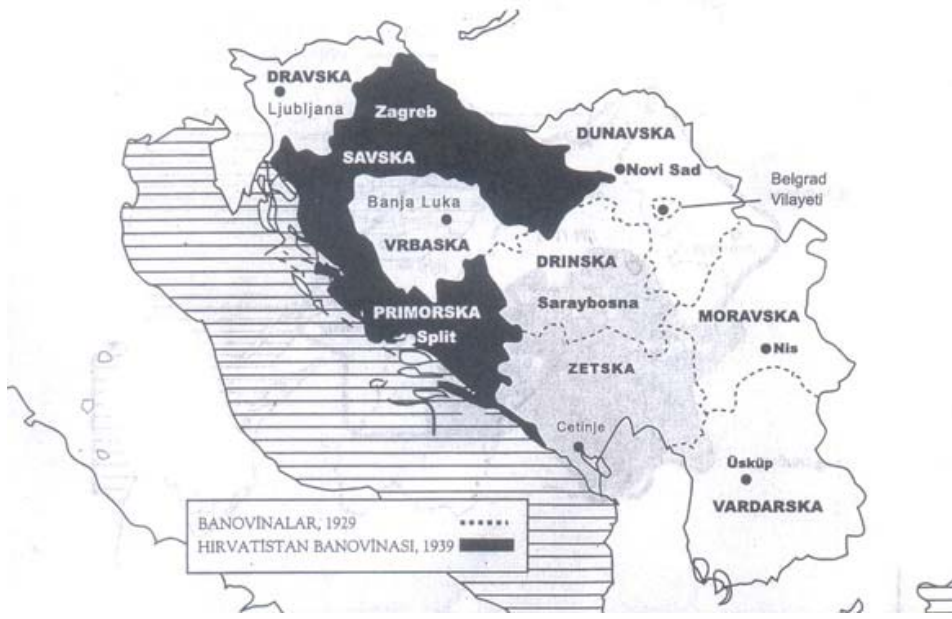 DRAVSKA
Ljubljana
Zagreb
SAVSKA
DUNAVSKA
Novi Sad
Belgrad
Vilayeti
Banja Luka
VRBASKA
DRINSKA
Saraybosna
PRIMORSKA
Split
MORAVSKA
Nis
ZETSKA
Cetinje
Üsküp
VARDARSKA
BANOVİNALAR, 1929
HIRVATİSTAN BANOVİNASI, 1939